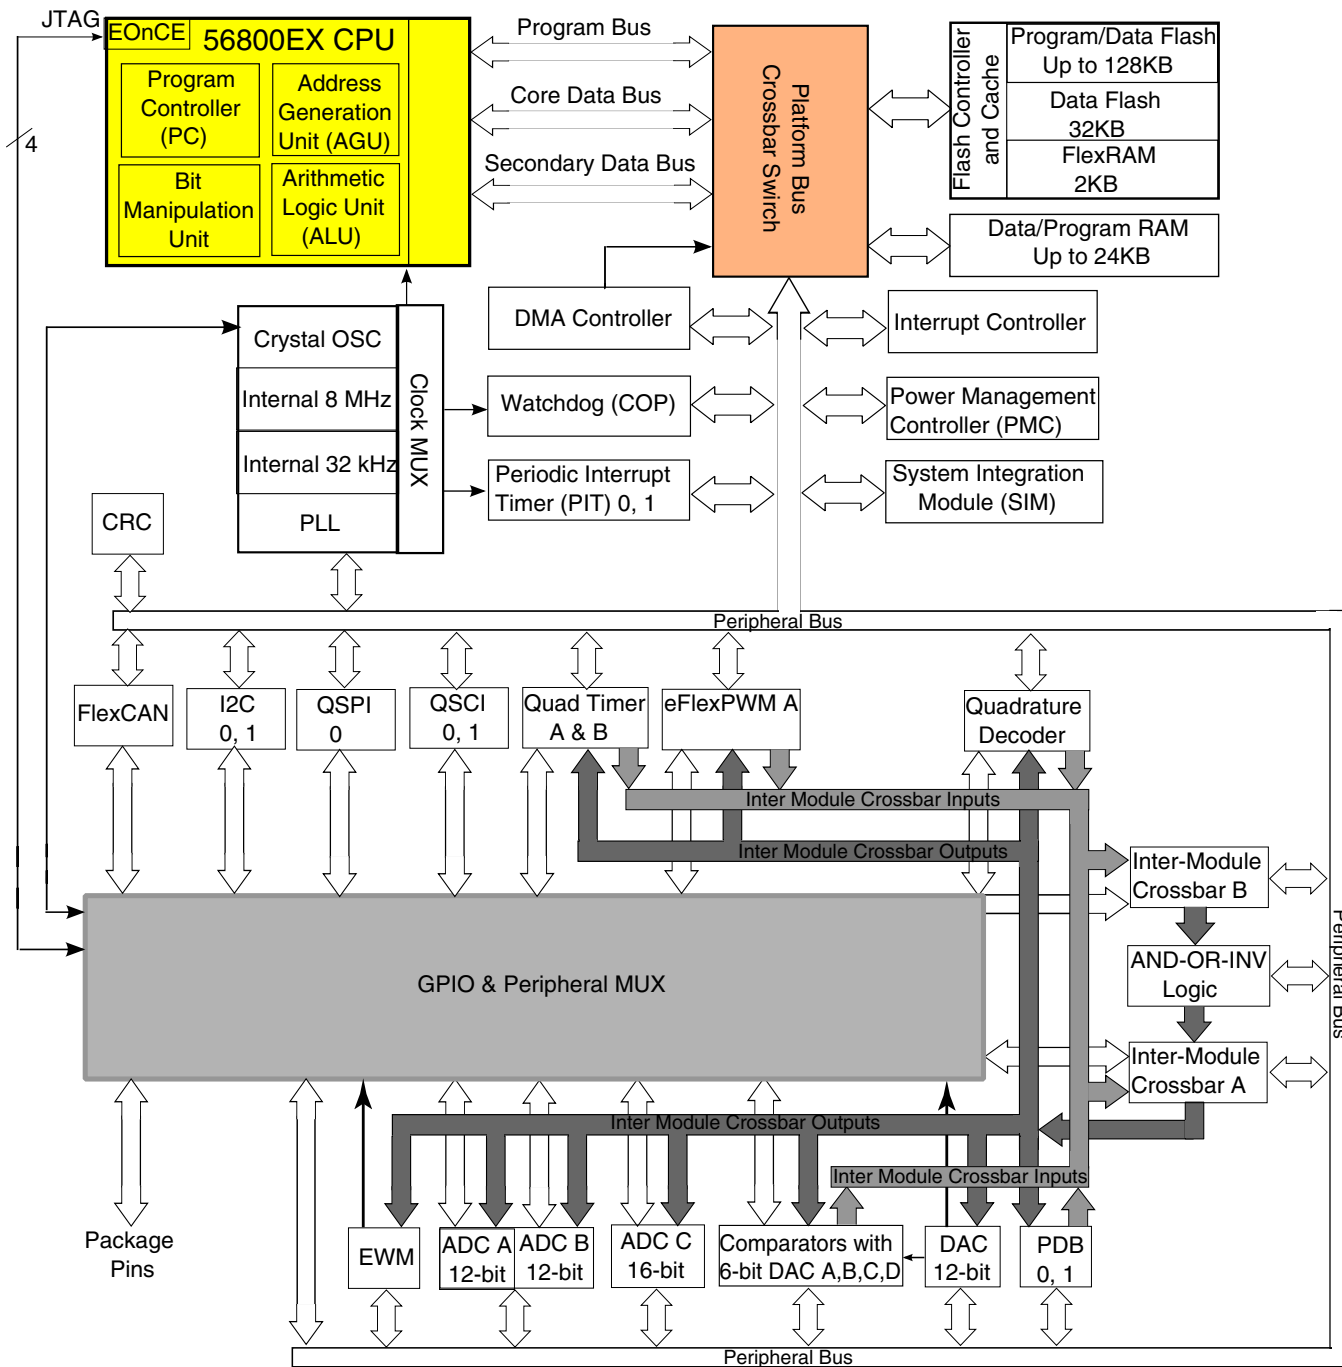 JTAG
EOnCE
56800EX CPU
Program
Controller
(PC)
Address
Generation
Unit (AGU)
Bit
Manipulation
Unit
Arithmetic
Logic Unit
(ALU)
4
Program Bus
Core Data Bus
Secondary Data Bus
Platform Bus
Crossbar Swirch
Flash Controller
and Cache
Program/Data Flash
Up to 128KB
Data Flash
32KB
FlexRAM
2KB
Data/Program RAM
Up to 24KB
DMA Controller
Interrupt Controller
Crystal OSC
Internal 8 MHz
Internal 32 kHz
PLL
Clock MUX
Watchdog (COP)
Power Management
Controller (PMC)
Periodic Interrupt
Timer (PIT) 0, 1
System Integration
Module (SIM)
CRC
Peripheral Bus
FlexCAN
I2C
0, 1
QSPI
0
QSCI
0, 1
Quad Timer
A & B
eFlexPWM A
Quadrature
Decoder
Inter Module Crossbar Inputs
Inter Module Crossbar Outputs
Inter-Module
Crossbar B
GPIO & Peripheral MUX
AND-OR-INV
Logic
Peripheral Bus
Inter-Module
Crossbar A
Inter Module Crossbar Outputs
Inter Module Crossbar Inputs
Package
Pins
EWM
ADC A
12-bit
ADC B
12-bit
ADC C
16-bit
Comparators with
6-bit DAC A,B,C,D
DAC
12-bit
PDB
0, 1
Peripheral Bus